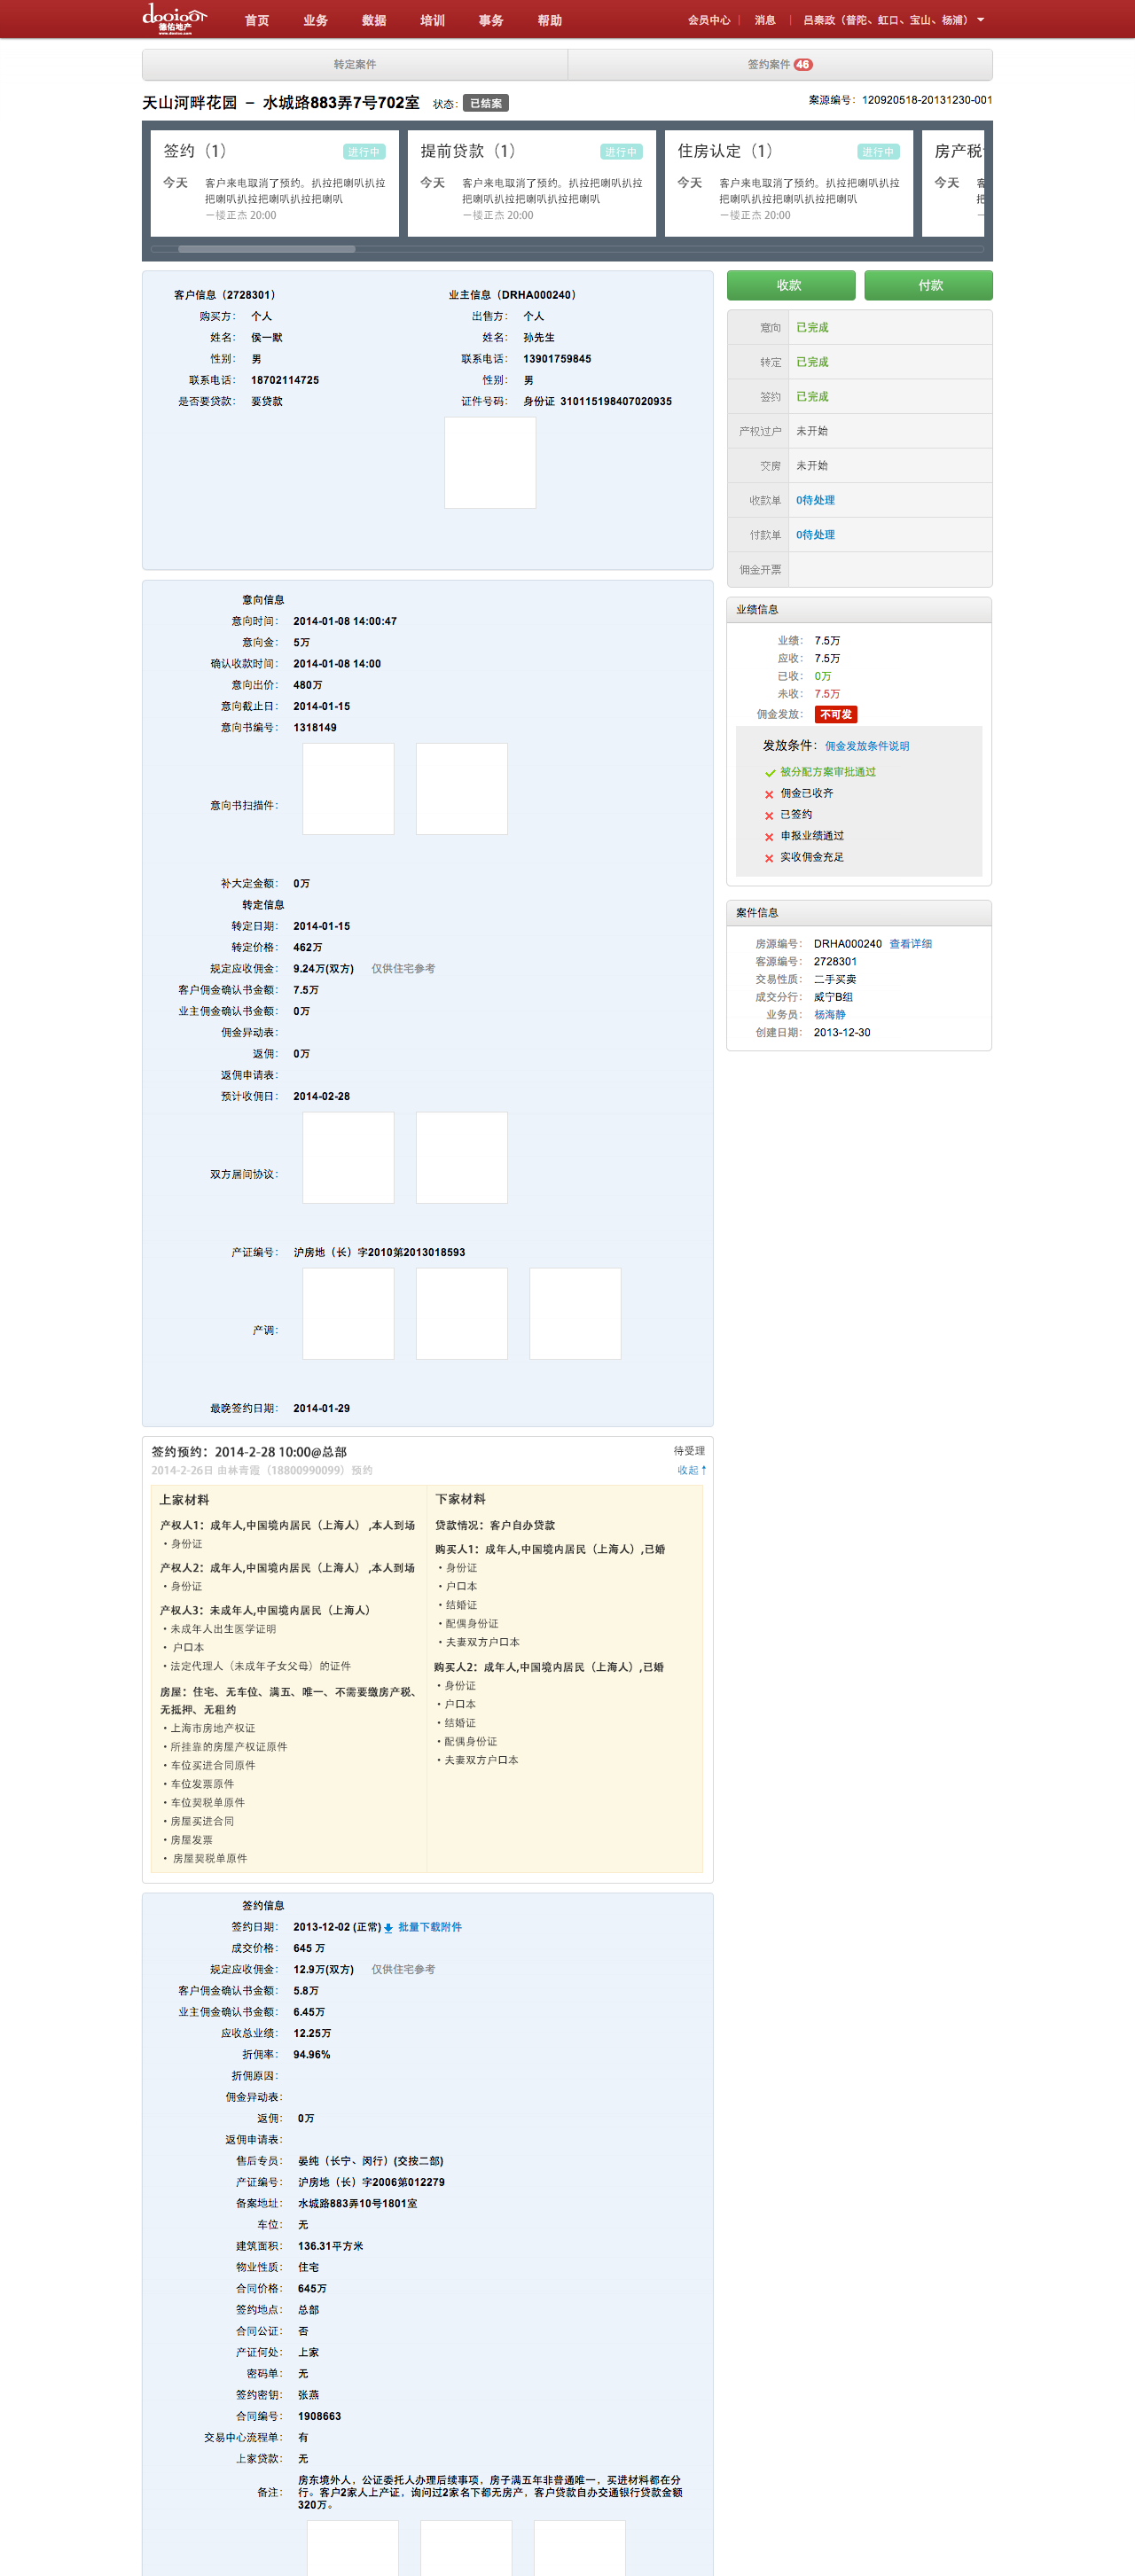 dooioor
德佑地产
www.dooioo.com
首页 业务 数据 培训 事务 帮助
会员中心 | 消息 | 吕秦政（普陀、虹口、宝山、杨浦）
转定案件
签约案件 46
天山河畔花园 – 水城路883弄7号702室 状态：已结案
案源编号：120920518-20131230-001
签约（1） 进行中
今天 客户来电取消了预约。扒拉把喇叭扒拉
把喇叭扒拉把喇叭扒拉把喇叭
—楼正杰 20:00
提前贷款（1） 进行中
今天 客户来电取消了预约。扒拉把喇叭扒拉
把喇叭扒拉把喇叭扒拉把喇叭
—楼正杰 20:00
住房认定（1） 进行中
今天 客户来电取消了预约。扒拉把喇叭扒拉
把喇叭扒拉把喇叭扒拉把喇叭
—楼正杰 20:00
房产税
今天
客户信息（2728301）
购买方： 个人
姓名： 侯一默
性别： 男
联系电话： 18702114725
是否要贷款： 要贷款
业主信息（DRHA000240）
出售方： 个人
姓名： 孙先生
联系电话： 13901759845
性别： 男
证件号码： 身份证 310115198407020935
收款
付款
意向 已完成
转定 已完成
签约 已完成
产权过户 未开始
交房 未开始
收款单 0待处理
付款单 0待处理
佣金开票
业绩信息
业绩： 7.5万
应收： 7.5万
已收： 0万
未收： 7.5万
佣金发放： 不可发
发放条件：佣金发放条件说明
被分配方案审批通过
佣金已收齐
已签约
申报业绩通过
实收佣金充足
案件信息
房源编号： DRHA000240 查看详细
客源编号： 2728301
交易性质： 二手买卖
成交分行： 威宁B组
业务员： 杨海静
创建日期： 2013-12-30
意向信息
意向时间： 2014-01-08 14:00:47
意向金： 5万
确认收款时间： 2014-01-08 14:00
意向出价： 480万
意向截止日： 2014-01-15
意向书编号： 1318149
意向书扫描件：
补大定金额： 0万
转定信息
转定日期： 2014-01-15
转定价格： 462万
规定应收佣金： 9.24万(双方) 仅供住宅参考
客户佣金确认书金额： 7.5万
业主佣金确认书金额： 0万
佣金异动表：
返佣： 0万
返佣申请表：
预计收佣日： 2014-02-28
双方居间协议：
产证编号： 沪房地（长）字2010第2013018593
产调：
最晚签约日期： 2014-01-29
签约预约：2014-2-28 10:00@总部
待受理
2014-2-26日 由林青霞（18800990099）预约
收起↑
上家材料
产权人1：成年人,中国境内居民（上海人）,本人到场
• 身份证
产权人2：成年人,中国境内居民（上海人）,本人到场
• 身份证
产权人3：未成年人,中国境内居民（上海人）
• 未成年人出生医学证明
• 户口本
• 法定代理人（未成年子女父母）的证件
房屋：住宅、无车位、满五、唯一、不需要缴房产税、
无抵押、无租约
• 上海市房地产权证
• 所挂靠的房屋产权证原件
• 车位买进合同原件
• 车位发票原件
• 车位契税单原件
• 房屋买进合同
• 房屋发票
• 房屋契税单原件
下家材料
贷款情况：客户自办贷款
购买人1：成年人,中国境内居民（上海人）,已婚
• 身份证
• 户口本
• 结婚证
• 配偶身份证
• 夫妻双方户口本
购买人2：成年人,中国境内居民（上海人）,已婚
• 身份证
• 户口本
• 结婚证
• 配偶身份证
• 夫妻双方户口本
签约信息
签约日期： 2013-12-02 (正常) 批量下载附件
成交价格： 645 万
规定应收佣金： 12.9万(双方) 仅供住宅参考
客户佣金确认书金额： 5.8万
业主佣金确认书金额： 6.45万
应收总业绩： 12.25万
折佣率： 94.96%
折佣原因：
佣金异动表：
返佣： 0万
返佣申请表：
售后专员： 晏纯（长宁、闵行）(交按二部)
产证编号： 沪房地（长）字2006第012279
备案地址： 水城路883弄10号1801室
车位： 无
建筑面积： 136.31平方米
物业性质： 住宅
合同价格： 645万
签约地点： 总部
合同公证： 否
产证何处： 上家
密码单： 无
签约密钥： 张燕
合同编号： 1908663
交易中心流程单： 有
上家贷款： 无
备注： 房东境外人，公证委托人办理后续事项，房子满五年非普通唯一，买进材料都在分
行。客户2家人上产证，询问过2家名下都无房产，客户贷款自办交通银行贷款金额
320万。